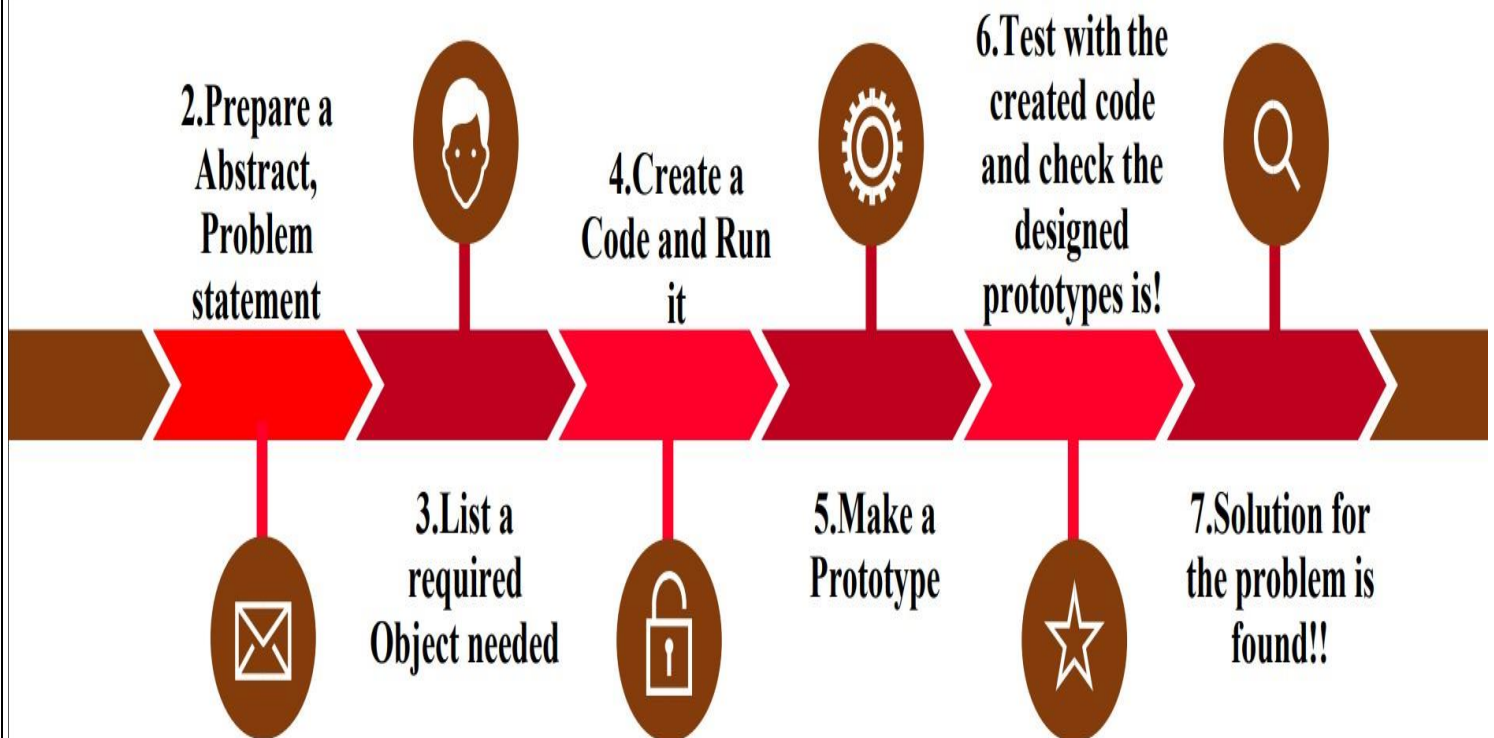 2.Prepare a
Abstract,
Problem
statement
3.List a
required
Object needed
4.Create a
Code and Run
it
5.Make a
Prototype
6.Test with the
created code
and check the
designed
prototypes is!
7.Solution for
the problem is
found!!